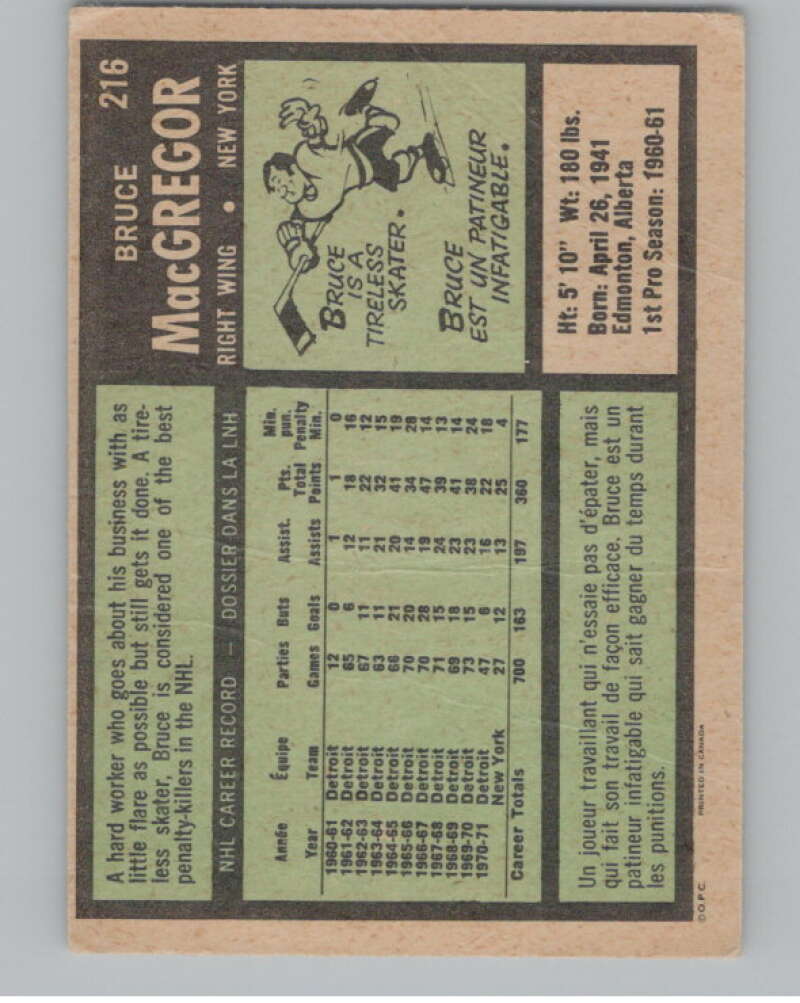 216
BRUCE
MacGREGOR
RIGHT WING • NEW YORK
A hard worker who goes about his business with as
little flare as possible but still gets it done. A tire-
less skater, Bruce is considered one of the best
penalty-killers in the NHL.
BRUCE
IS A
TIRELESS
SKATER.
BRUCE
EST UN PATINEUR
INFATIGABLE.
Ht: 5' 10" Wt: 180 lbs.
Born: April 26, 1941
Edmonton, Alberta
1st Pro Season: 1960-61
NHL CAREER RECORD — DOSSIER DANS LA LNH
Année Équipe Parties Buts Assist. Pts. Min. pun.
Year Team Games Goals Assists Total Points Penalty Min.
1960-61 Detroit 12 0 1 1 0
1961-62 Detroit 65 6 12 18 16
1962-63 Detroit 67 11 11 22 12
1963-64 Detroit 63 11 21 32 15
1964-65 Detroit 66 21 20 41 19
1965-66 Detroit 70 20 14 34 28
1966-67 Detroit 70 28 19 47 14
1967-68 Detroit 71 15 24 39 13
1968-69 Detroit 69 18 23 41 14
1969-70 Detroit 73 15 23 38 24
1970-71 Detroit 47 6 16 22 18
New York 27 12 13 25 4
Career Totals 700 163 197 360 177
Un joueur travaillant qui n'essaie pas d'épater, mais
qui fait son travail de façon efficace. Bruce est un
patineur infatigable qui sait gagner du temps durant
les punitions.
©O.P.C. PRINTED IN CANADA